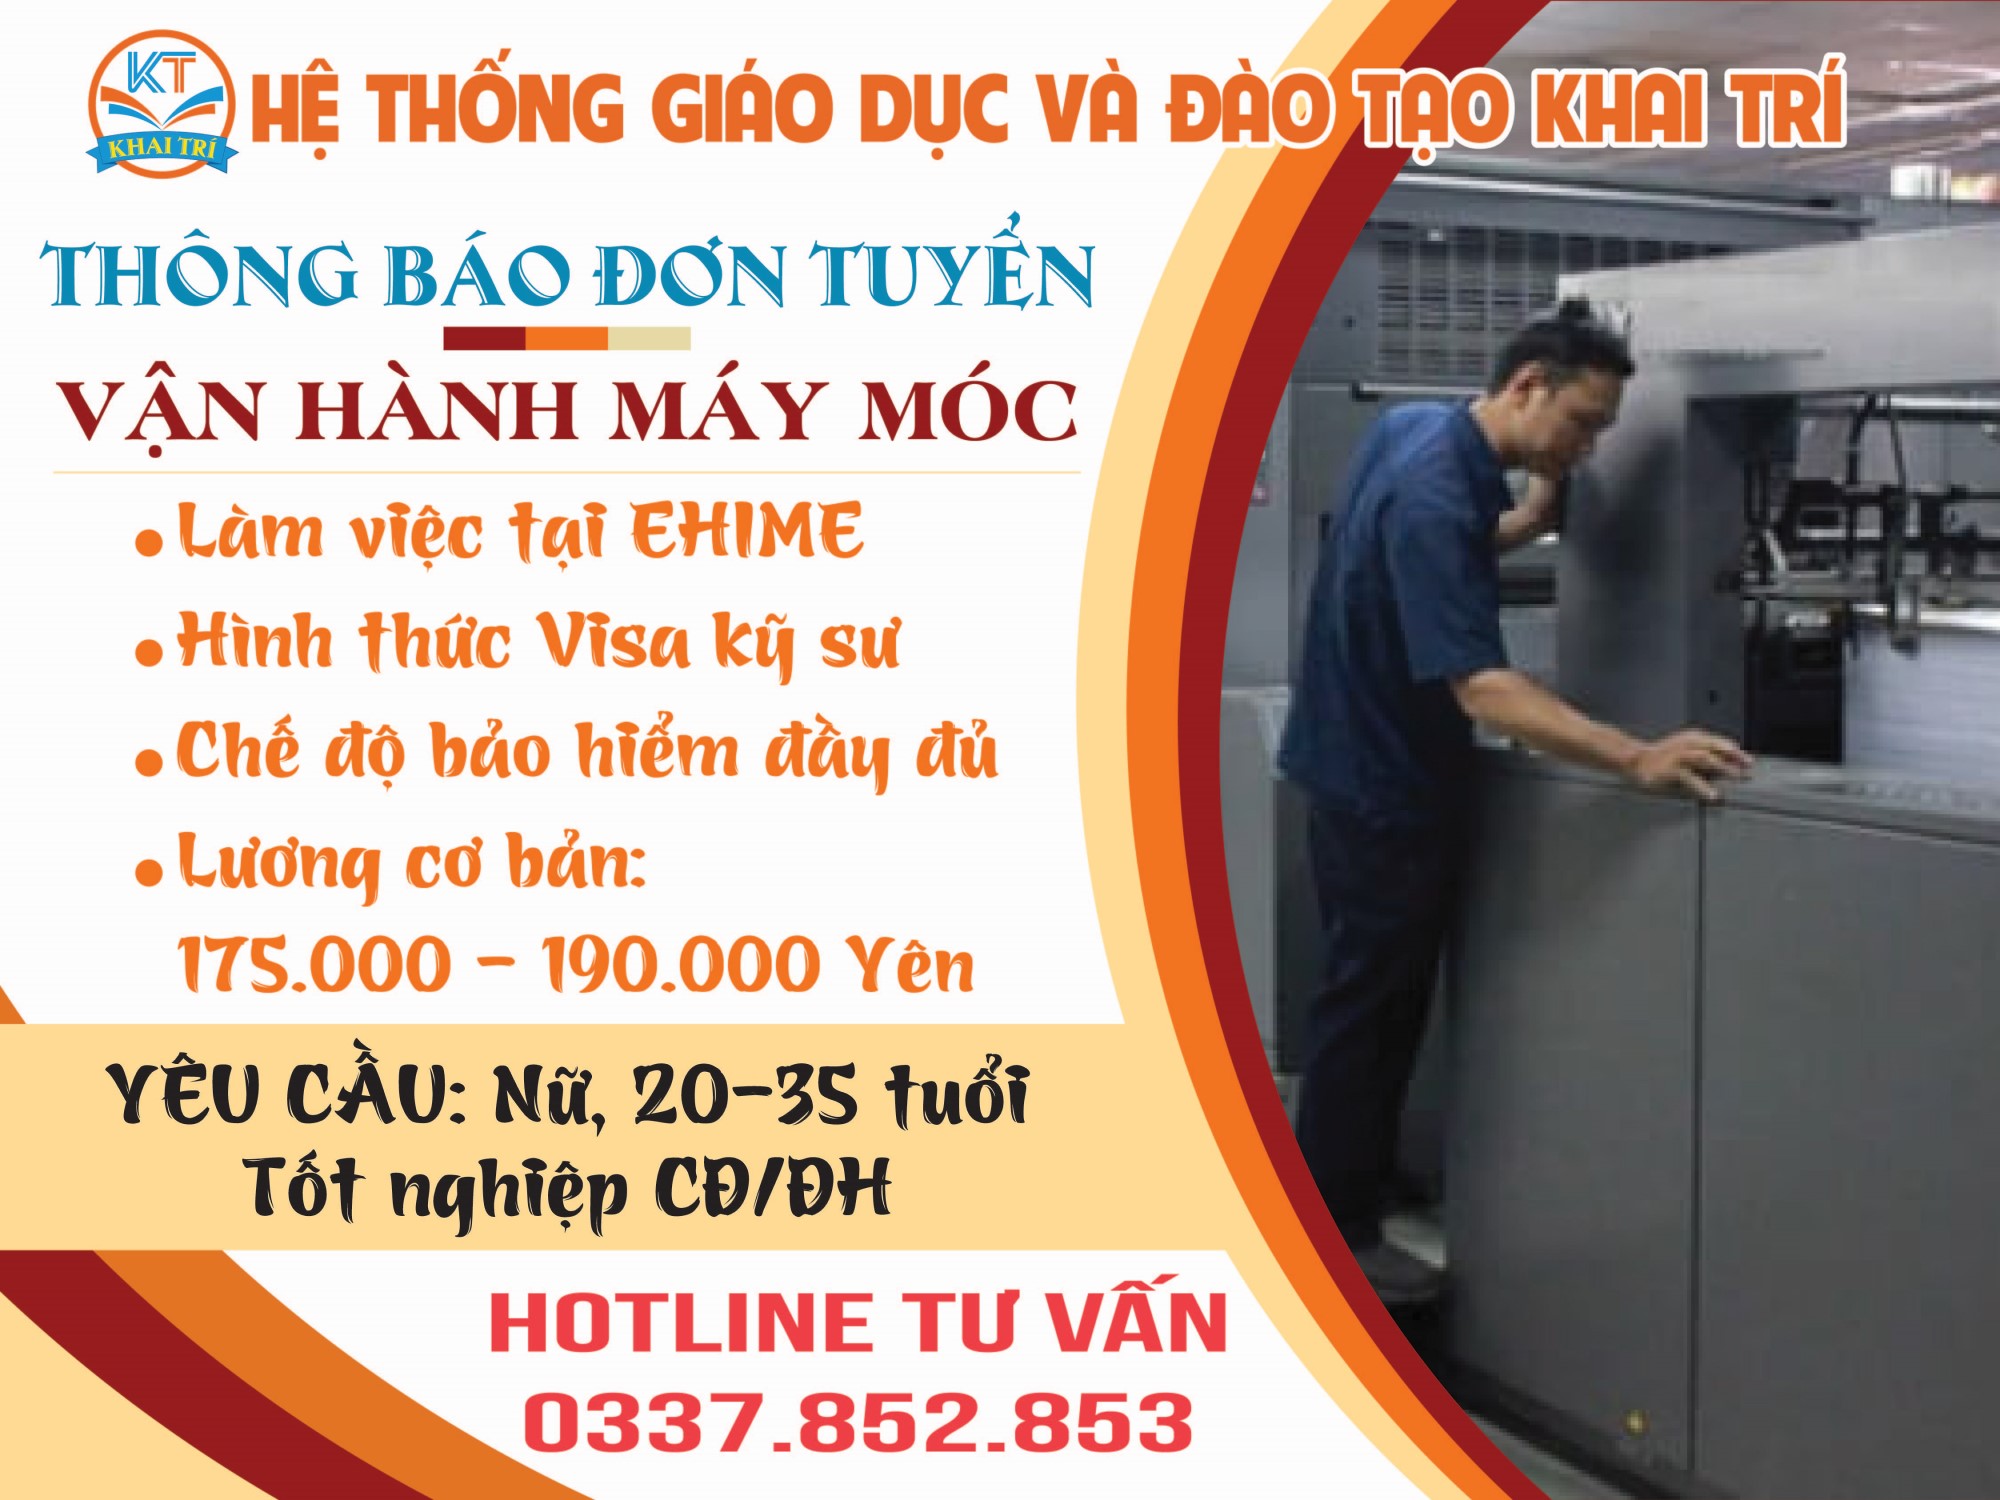 KT
KHAI TRÍ
HỆ THỐNG GIÁO DỤC VÀ ĐÀO TẠO KHAI TRÍ
THÔNG BÁO ĐƠN TUYỂN
VẬN HÀNH MÁY MÓC
• Làm việc tại EHIME
• Hình thức Visa kỹ sư
• Chế độ bảo hiểm đầy đủ
• Lương cơ bản:
175.000 - 190.000 Yên
YÊU CẦU: Nữ, 20-35 tuổi
Tốt nghiệp CĐ/ĐH
HOTLINE TƯ VẤN
0337.852.853